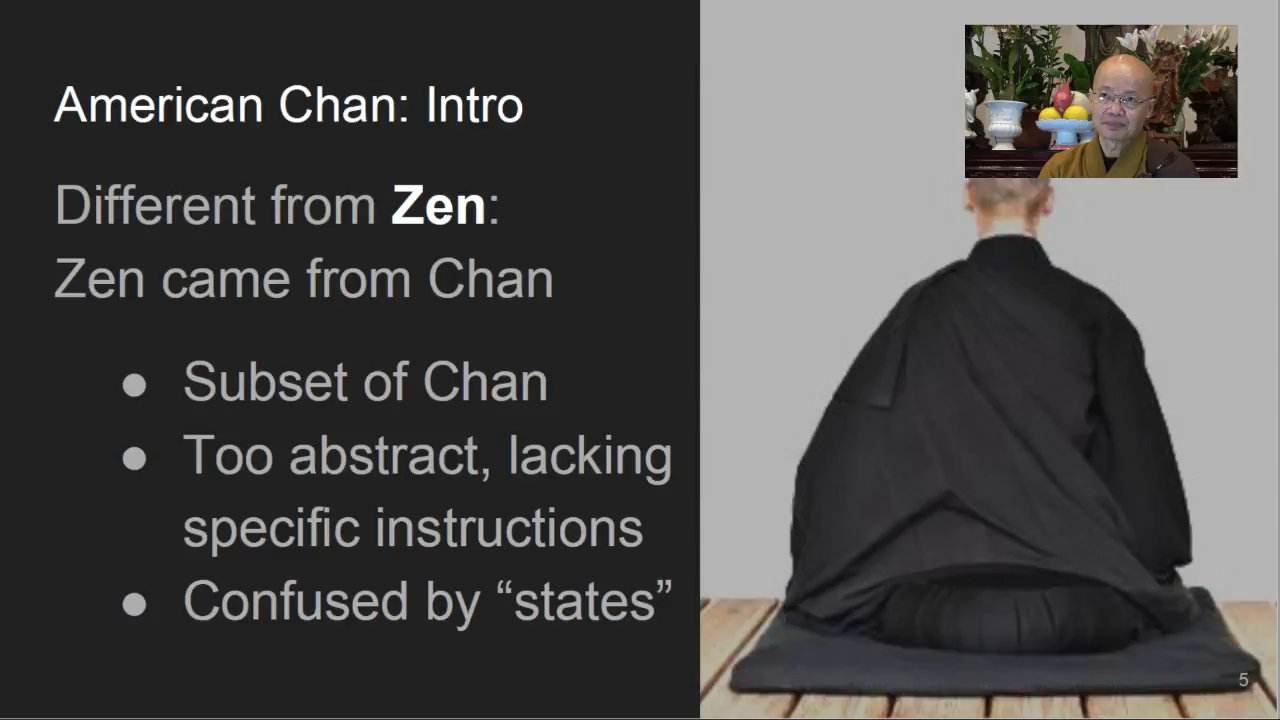 American Chan: Intro
Different from Zen:
Zen came from Chan
● Subset of Chan
● Too abstract, lacking
specific instructions
● Confused by “states”
5